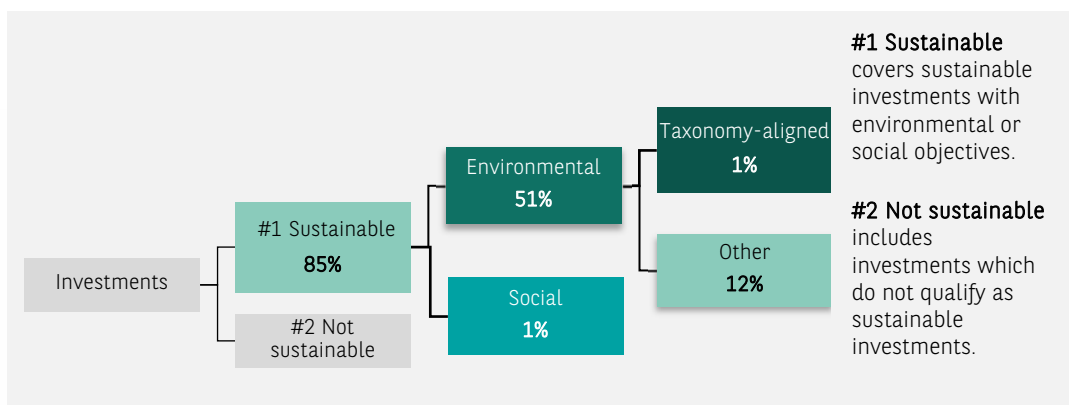 Investments
#1 Sustainable
85%
#2 Not
sustainable
Environmental
51%
Social
1%
Taxonomy-aligned
1%
Other
12%
#1 Sustainable
covers sustainable
investments with
environmental or
social objectives.
#2 Not sustainable
includes
investments which
do not qualify as
sustainable
investments.